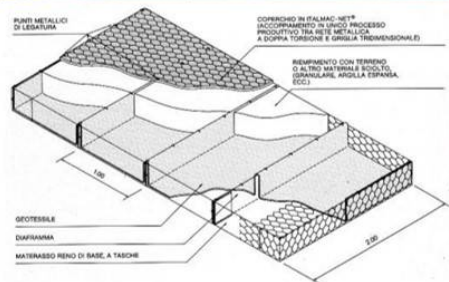 PUNTI METALLICI
DI LEGATURA
COPERCHIO IN ITALMAC-NET®
(ACCOPPIAMENTO IN UNICO PROCESSO
PRODUTTIVO TRA RETE METALLICA
A DOPPIA TORSIONE E GRIGLIA TRIDIMENSIONALE)
RIEMPIMENTO CON TERRENO
O ALTRO MATERIALE SCIOLTO,
(GRANULARE, ARGILLA ESPANSA,
ECC.)
1.00
GEOTESSILE
DIAFRAMMA
MATERASSO RENO DI BASE, A TASCHE
2.00